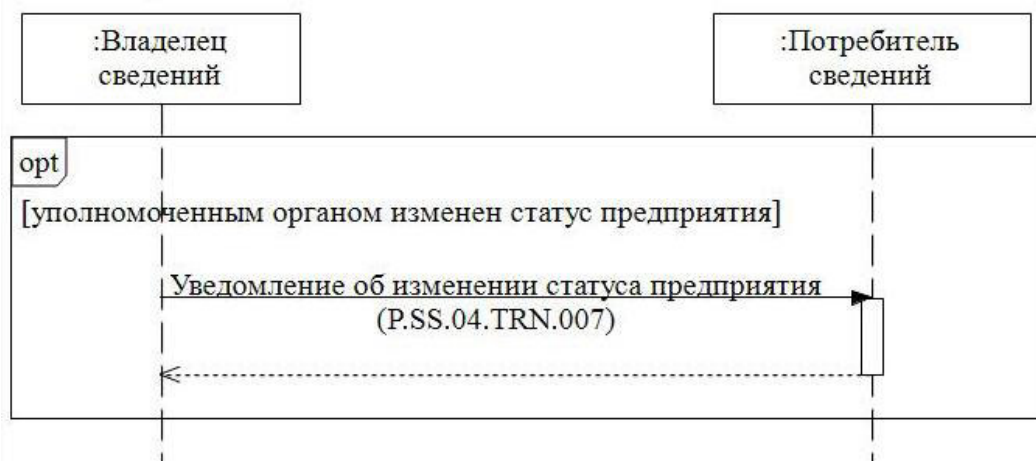 :Владелец
сведений
:Потребитель
сведений
opt
[уполномоченным органом изменен статус предприятия]
Уведомление об изменении статуса предприятия
(P.SS.04.TRN.007)